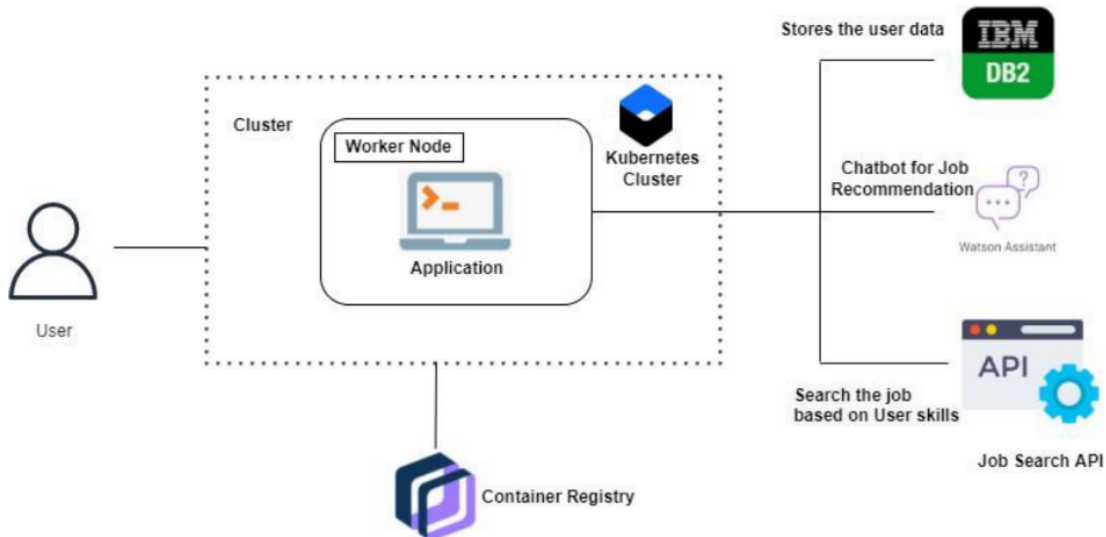 Stores the user data
IBM
DB2
Cluster
Worker Node
Kubernetes
Cluster
Application
Chatbot for Job
Recommendation
?
Watson Assistant
User
API
Search the job
based on User skills
Job Search API
Container Registry